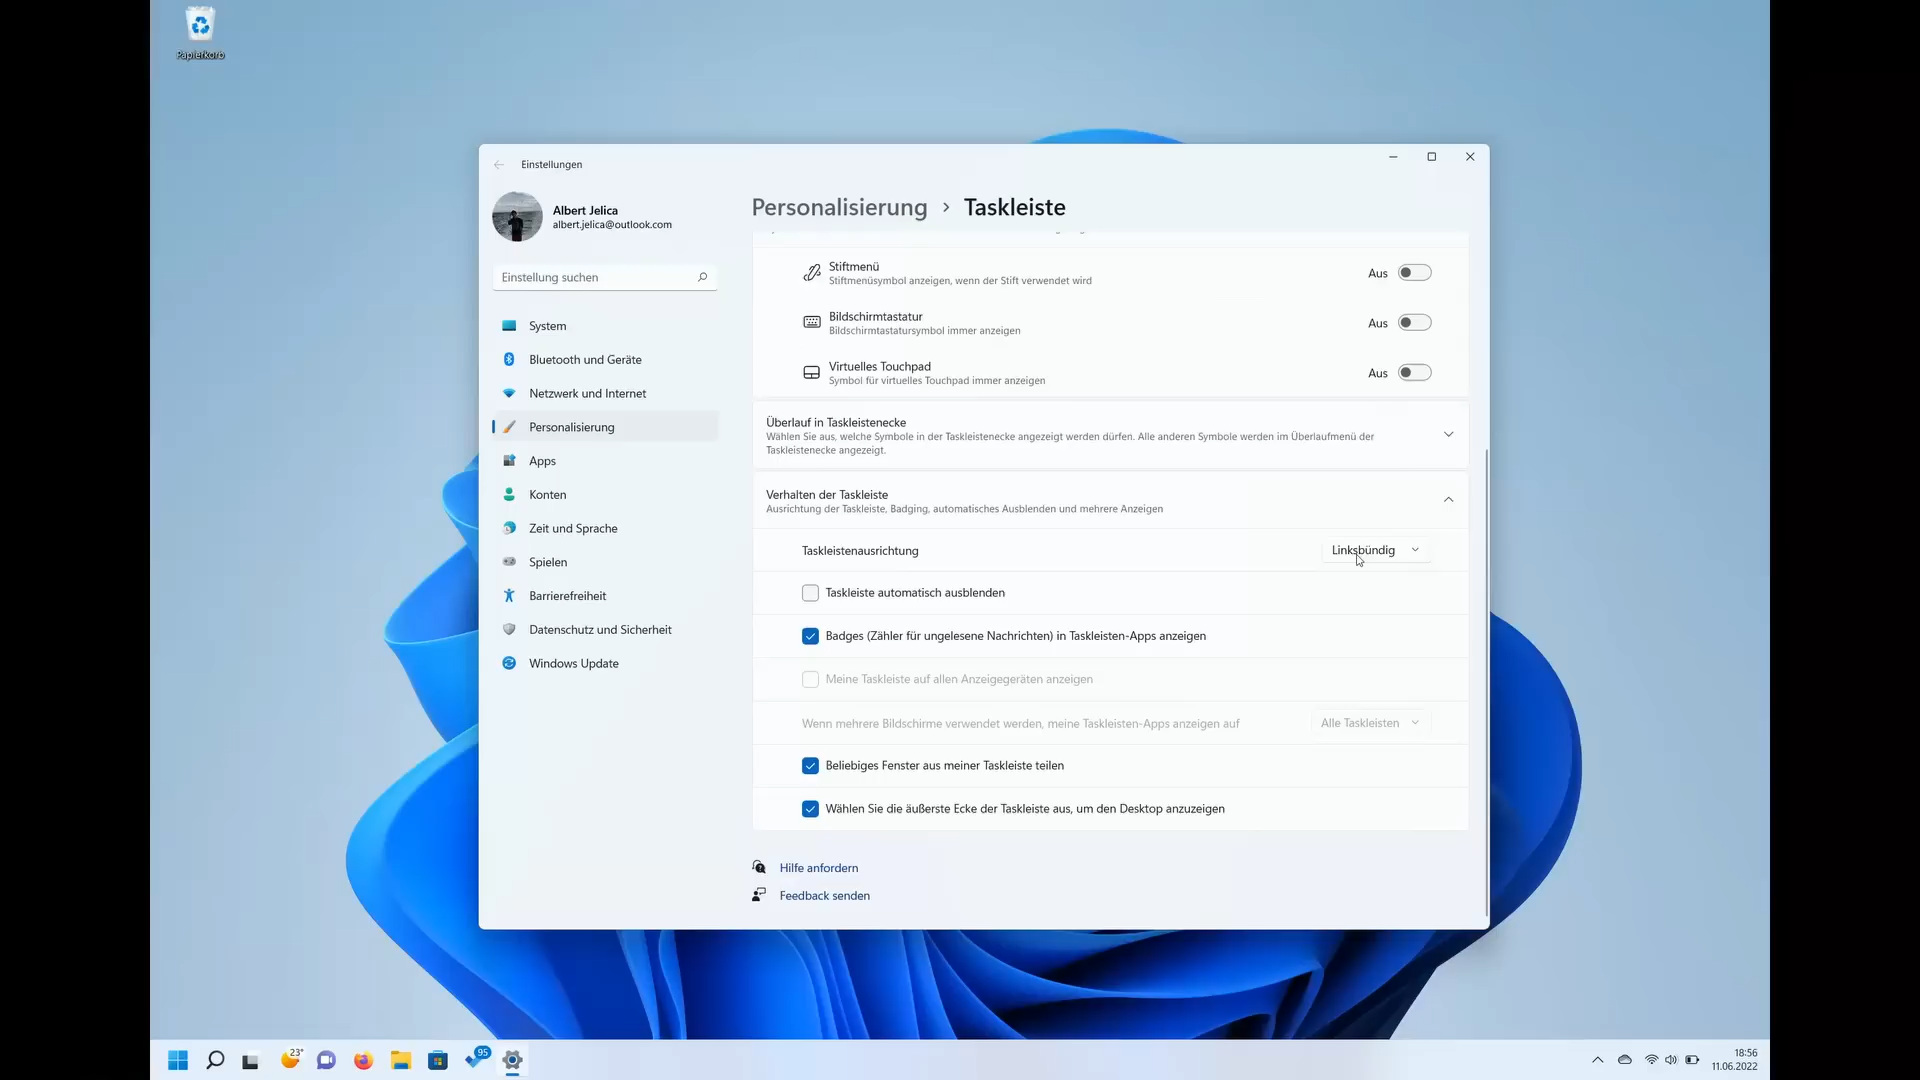 Papierkorb
Einstellungen
Albert Jelica
albert.jelica@outlook.com
Einstellung suchen
System
Bluetooth und Geräte
Netzwerk und Internet
Personalisierung
Apps
Konten
Zeit und Sprache
Spielen
Barrierefreiheit
Datenschutz und Sicherheit
Windows Update
Personalisierung › Taskleiste
Stiftmenü
Stiftmenüsymbol anzeigen, wenn der Stift verwendet wird
Aus
Bildschirmtastatur
Bildschirmtastatursymbol immer anzeigen
Aus
Virtuelles Touchpad
Symbol für virtuelles Touchpad immer anzeigen
Aus
Überlauf in Taskleistenecke
Wählen Sie aus, welche Symbole in der Taskleistenecke angezeigt werden dürfen. Alle anderen Symbole werden im Überlaufmenü der
Taskleistenecke angezeigt.
Verhalten der Taskleiste
Ausrichtung der Taskleiste, Badging, automatisches Ausblenden und mehrere Anzeigen
Taskleistenausrichtung
Linksbündig
Taskleiste automatisch ausblenden
Badges (Zähler für ungelesene Nachrichten) in Taskleisten-Apps anzeigen
Meine Taskleiste auf allen Anzeigegeräten anzeigen
Wenn mehrere Bildschirme verwendet werden, meine Taskleisten-Apps anzeigen auf
Alle Taskleisten
Beliebiges Fenster aus meiner Taskleiste teilen
Wählen Sie die äußerste Ecke der Taskleiste aus, um den Desktop anzuzeigen
Hilfe anfordern
Feedback senden
23°
95
18:56
11.06.2022